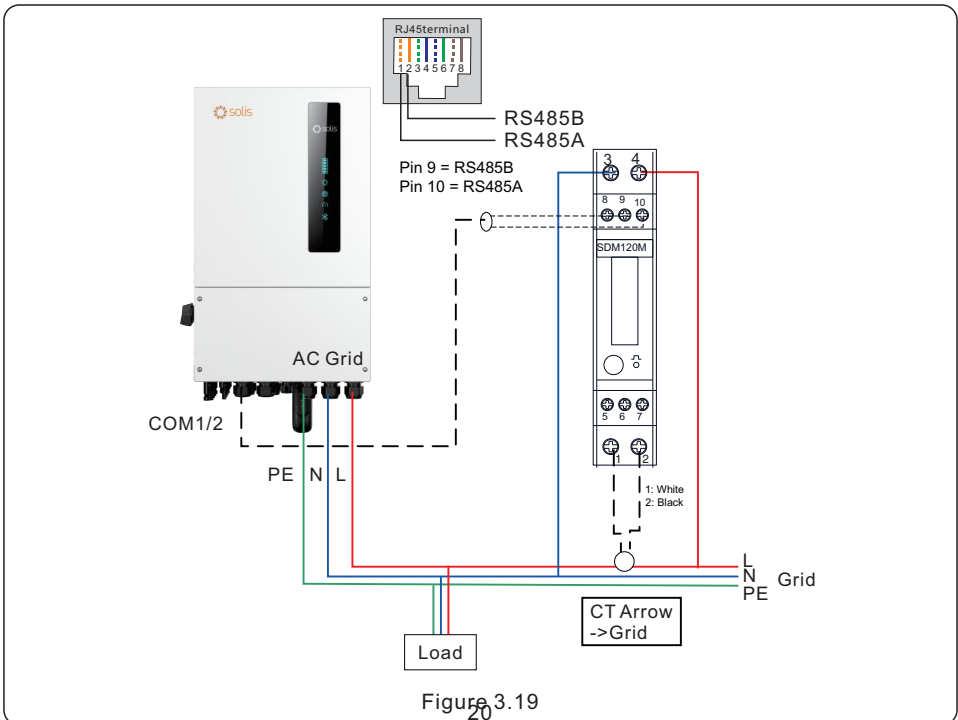 RJ45terminal
1 2 3 4 5 6 7 8
RS485B
RS485A
Pin 9 = RS485B
Pin 10 = RS485A
solis
solis
3 4
8 9 10
SDM120M
AC Grid
COM1/2
5 6 7
1 2
PE N L
1: White
2: Black
L
N
PE
Grid
CT Arrow
->Grid
Load
Figure 3.19
20